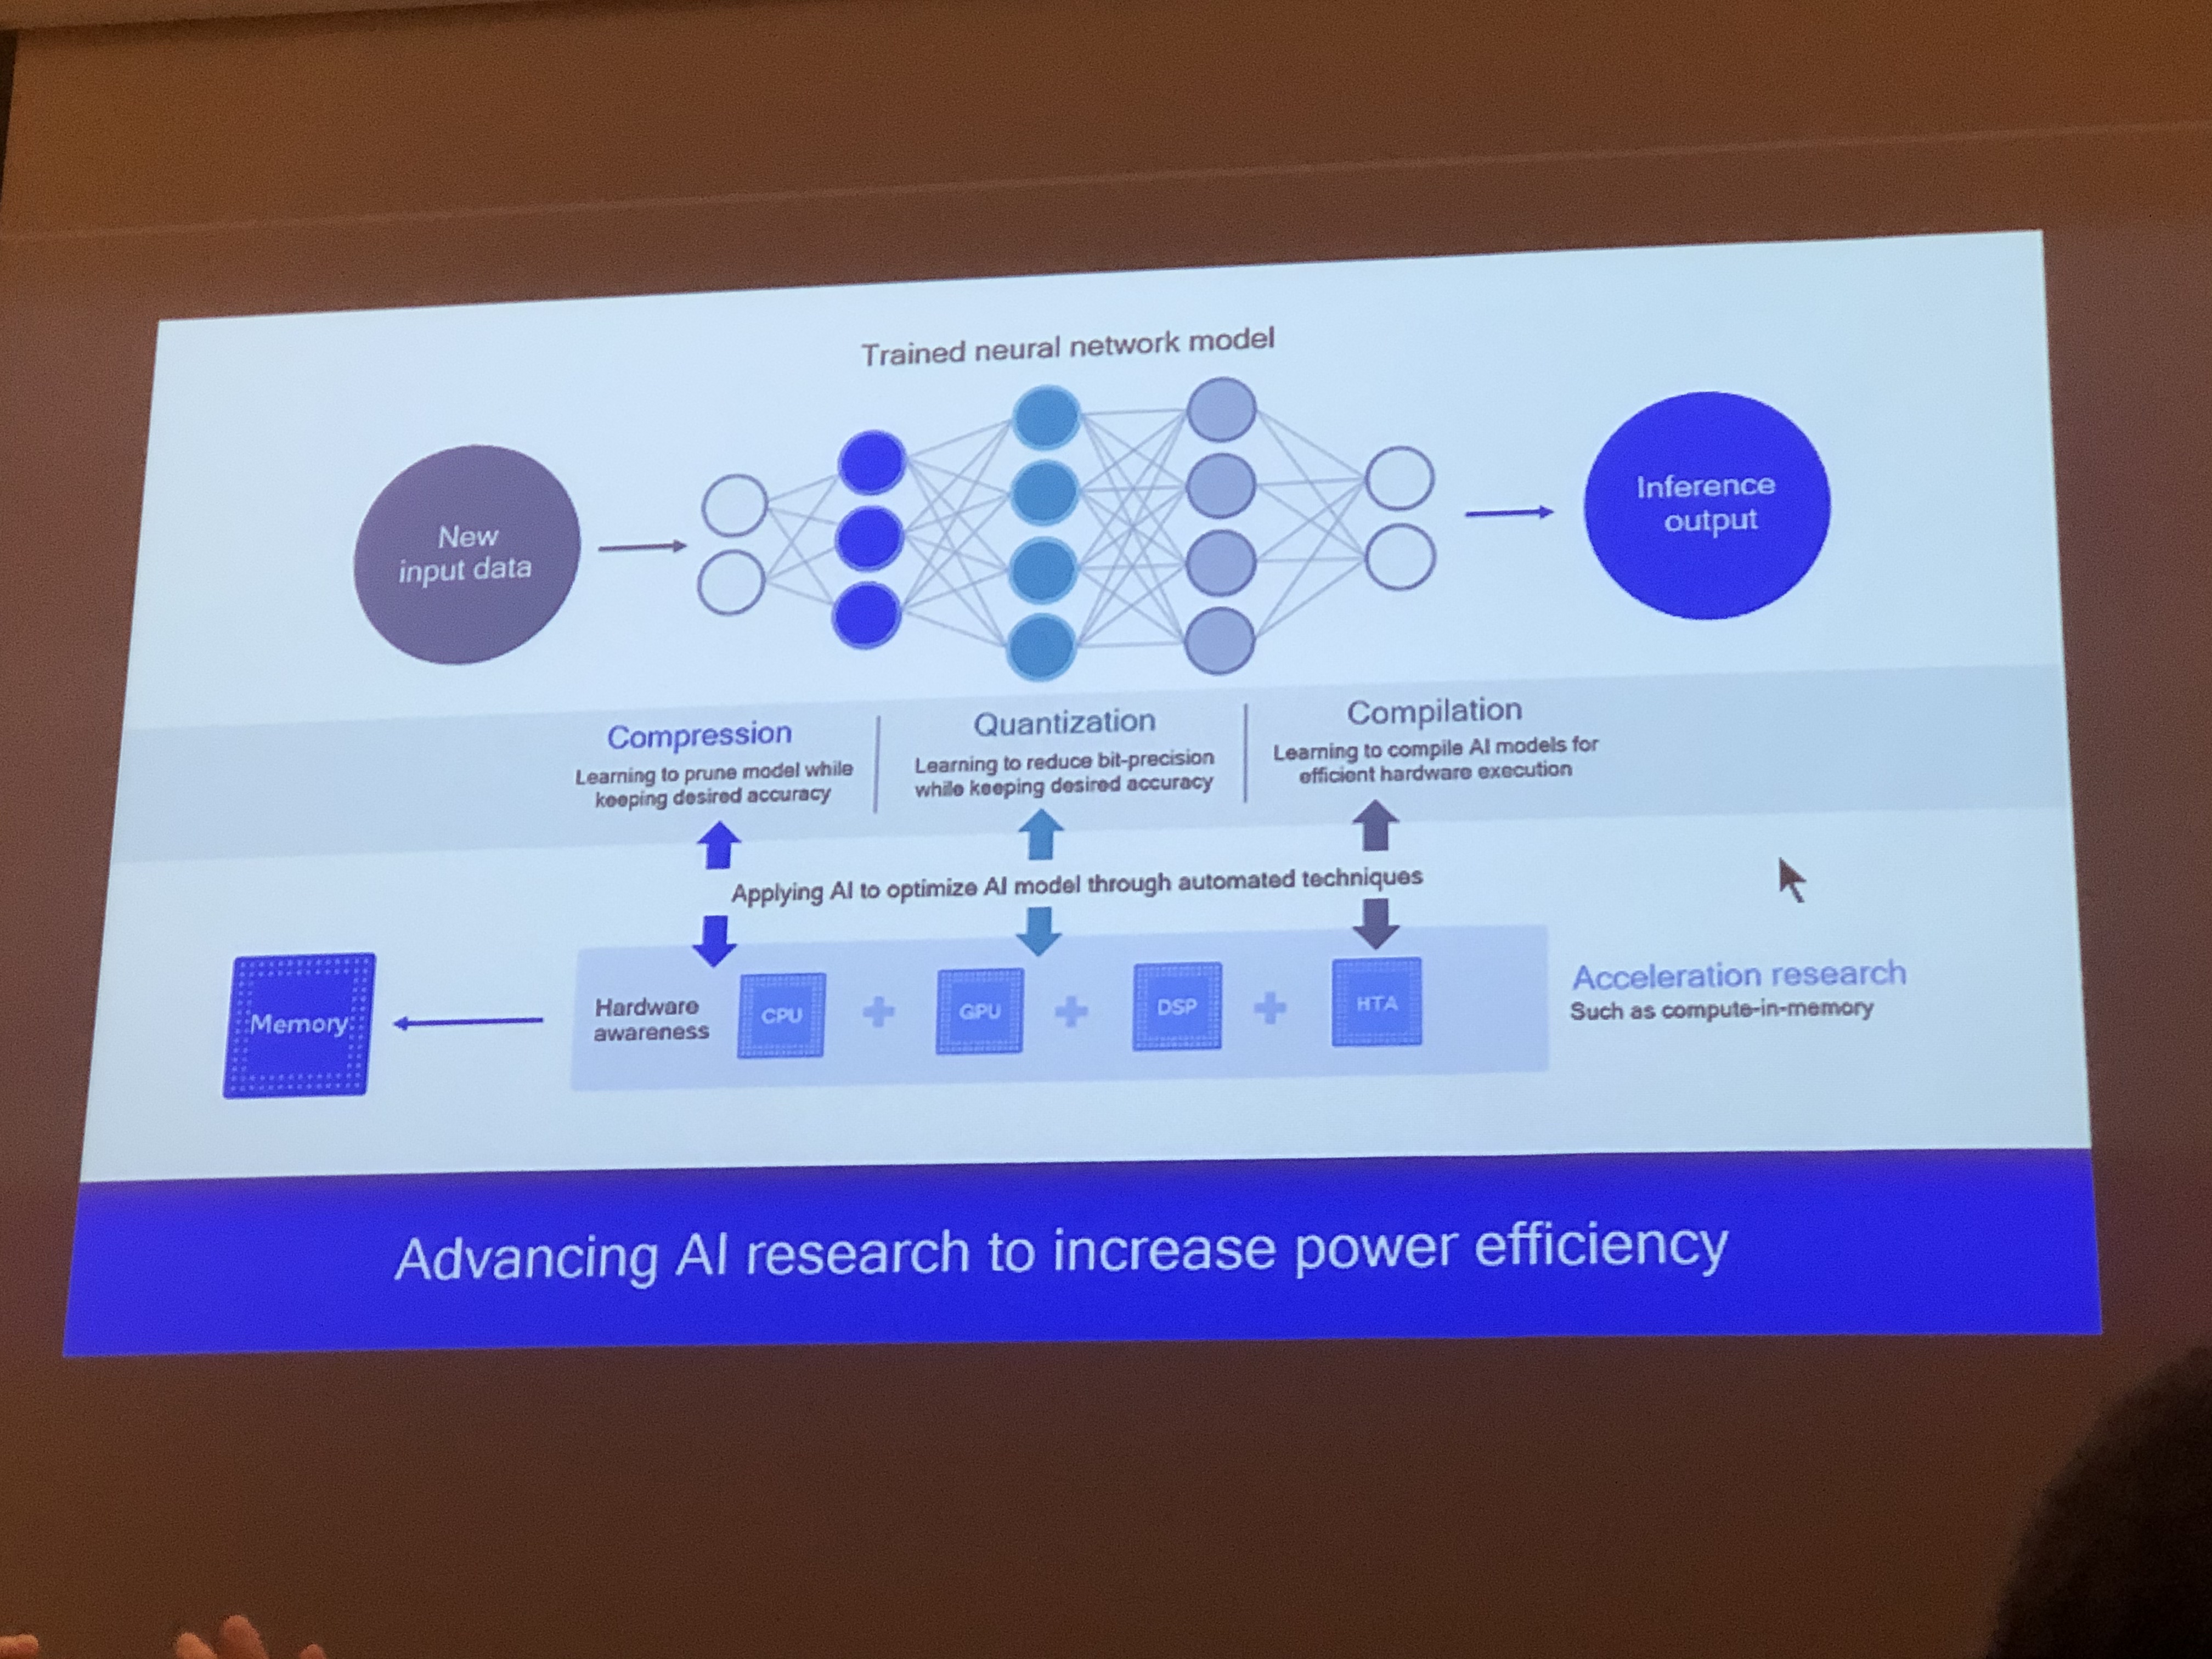 Trained neural network model
New
input data
Inference
output
Compression
Learning to prune model while
keeping desired accuracy
Quantization
Learning to reduce bit-precision
while keeping desired accuracy
Compilation
Learning to compile AI models for
efficient hardware execution
Applying AI to optimize AI model through automated techniques
Memory
Hardware
awareness
CPU
GPU
DSP
HTA
Acceleration research
Such as compute-in-memory
Advancing AI research to increase power efficiency